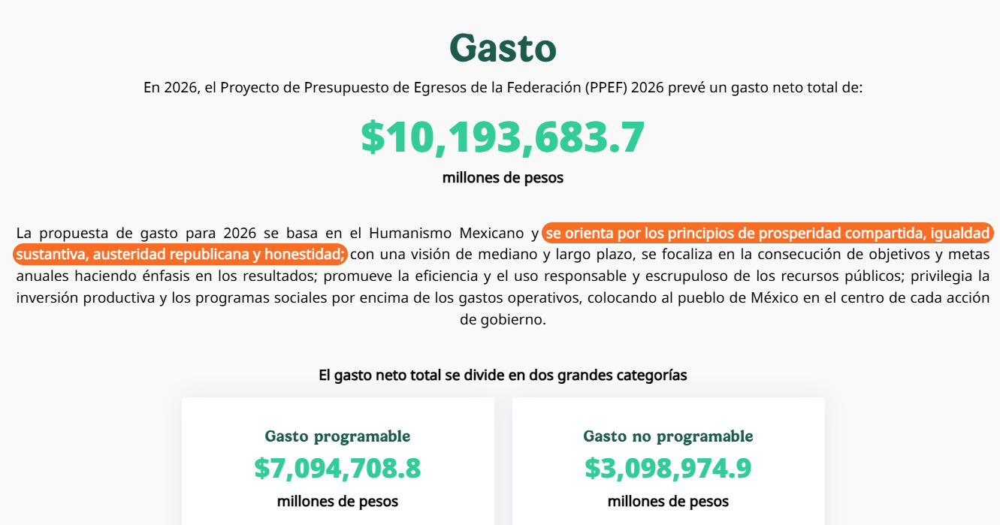 Gasto
En 2026, el Proyecto de Presupuesto de Egresos de la Federación (PPEF) 2026 prevé un gasto neto total de:
$10,193,683.7
millones de pesos
La propuesta de gasto para 2026 se basa en el Humanismo Mexicano y se orienta por los principios de prosperidad compartida, igualdad
sustantiva, austeridad republicana y honestidad; con una visión de mediano y largo plazo, se focaliza en la consecución de objetivos y metas
anuales haciendo énfasis en los resultados; promueve la eficiencia y el uso responsable y escrupuloso de los recursos públicos; privilegia la
inversión productiva y los programas sociales por encima de los gastos operativos, colocando al pueblo de México en el centro de cada acción
de gobierno.
El gasto neto total se divide en dos grandes categorías
Gasto programable
$7,094,708.8
millones de pesos
Gasto no programable
$3,098,974.9
millones de pesos